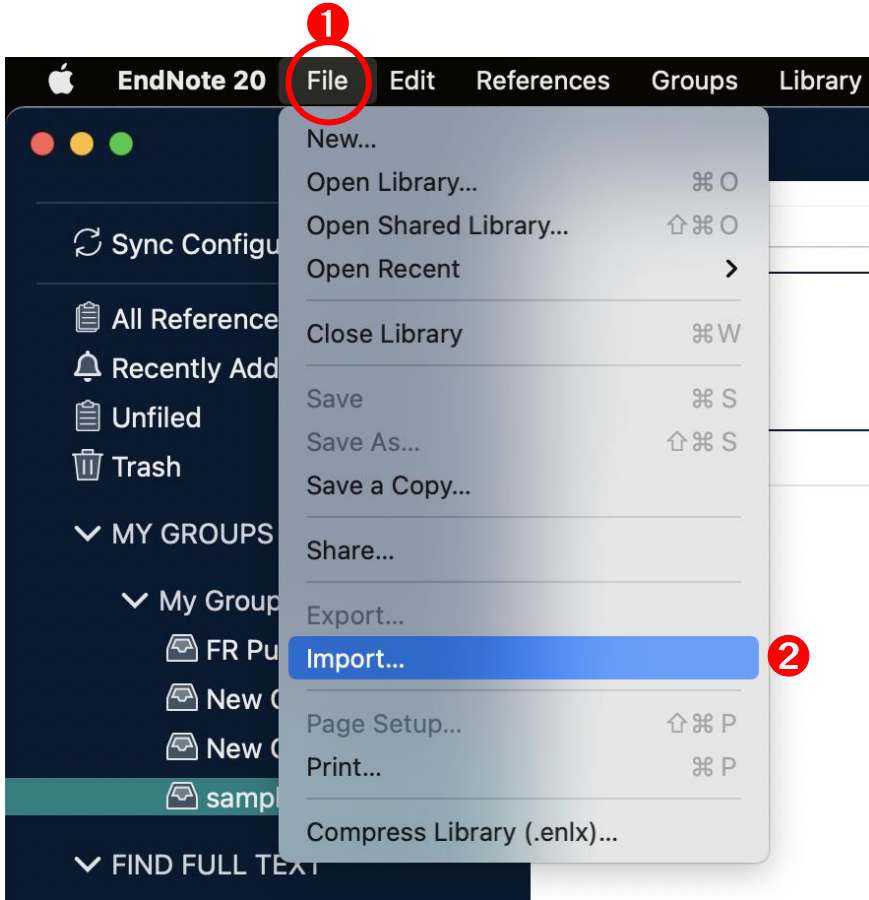 1
EndNote 20 File Edit References Groups Library
New...
Open Library... ⌘ O
Open Shared Library... ⇧ ⌘ O
Open Recent
Close Library ⌘ W
Save ⌘ S
Save As... ⇧ ⌘ S
Save a Copy...
Share...
Export...
Import... 2
Page Setup... ⇧ ⌘ P
Print... ⌘ P
Compress Library (.enlx)...
Sync Configu
All Reference
Recently Add
Unfiled
Trash
MY GROUPS
My Group
FR Pu
New
New
sampl
FIND FULL TEXT